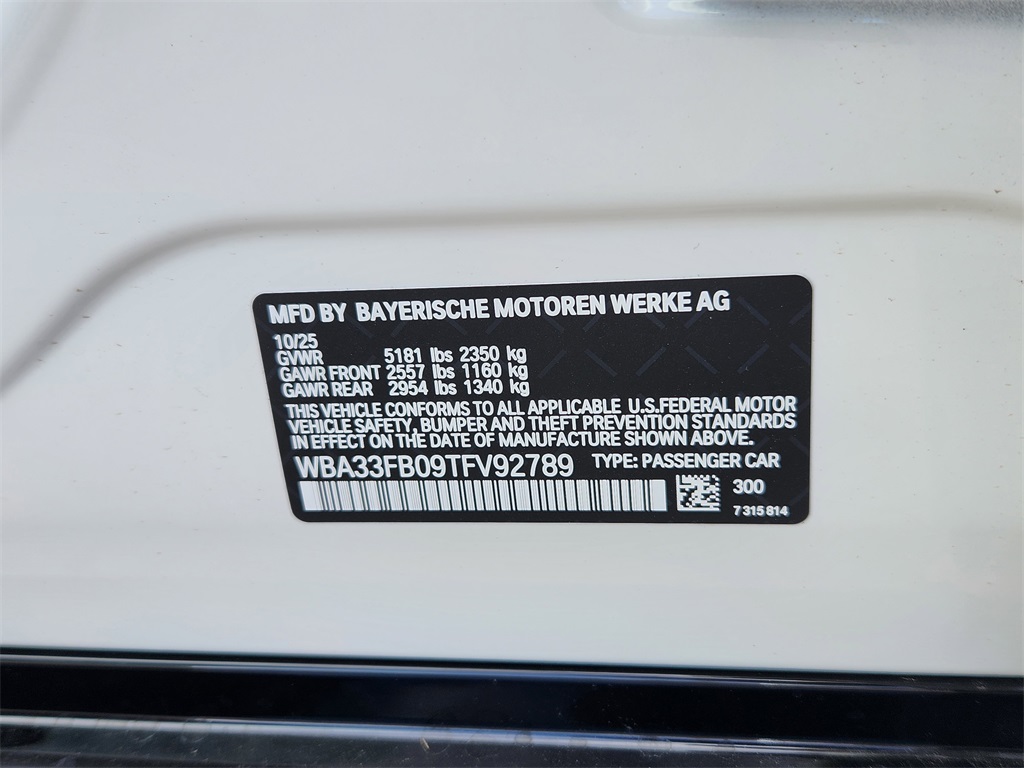 MFD BY BAYERISCHE MOTOREN WERKE AG
10/25
GVWR 5181 lbs 2350 kg
GAWR FRONT 2557 lbs 1160 kg
GAWR REAR 2954 lbs 1340 kg
THIS VEHICLE CONFORMS TO ALL APPLICABLE U.S.FEDERAL MOTOR
VEHICLE SAFETY, BUMPER AND THEFT PREVENTION STANDARDS
IN EFFECT ON THE DATE OF MANUFACTURE SHOWN ABOVE.
WBA33FB09TFV92789 TYPE: PASSENGER CAR
300
7 315 814